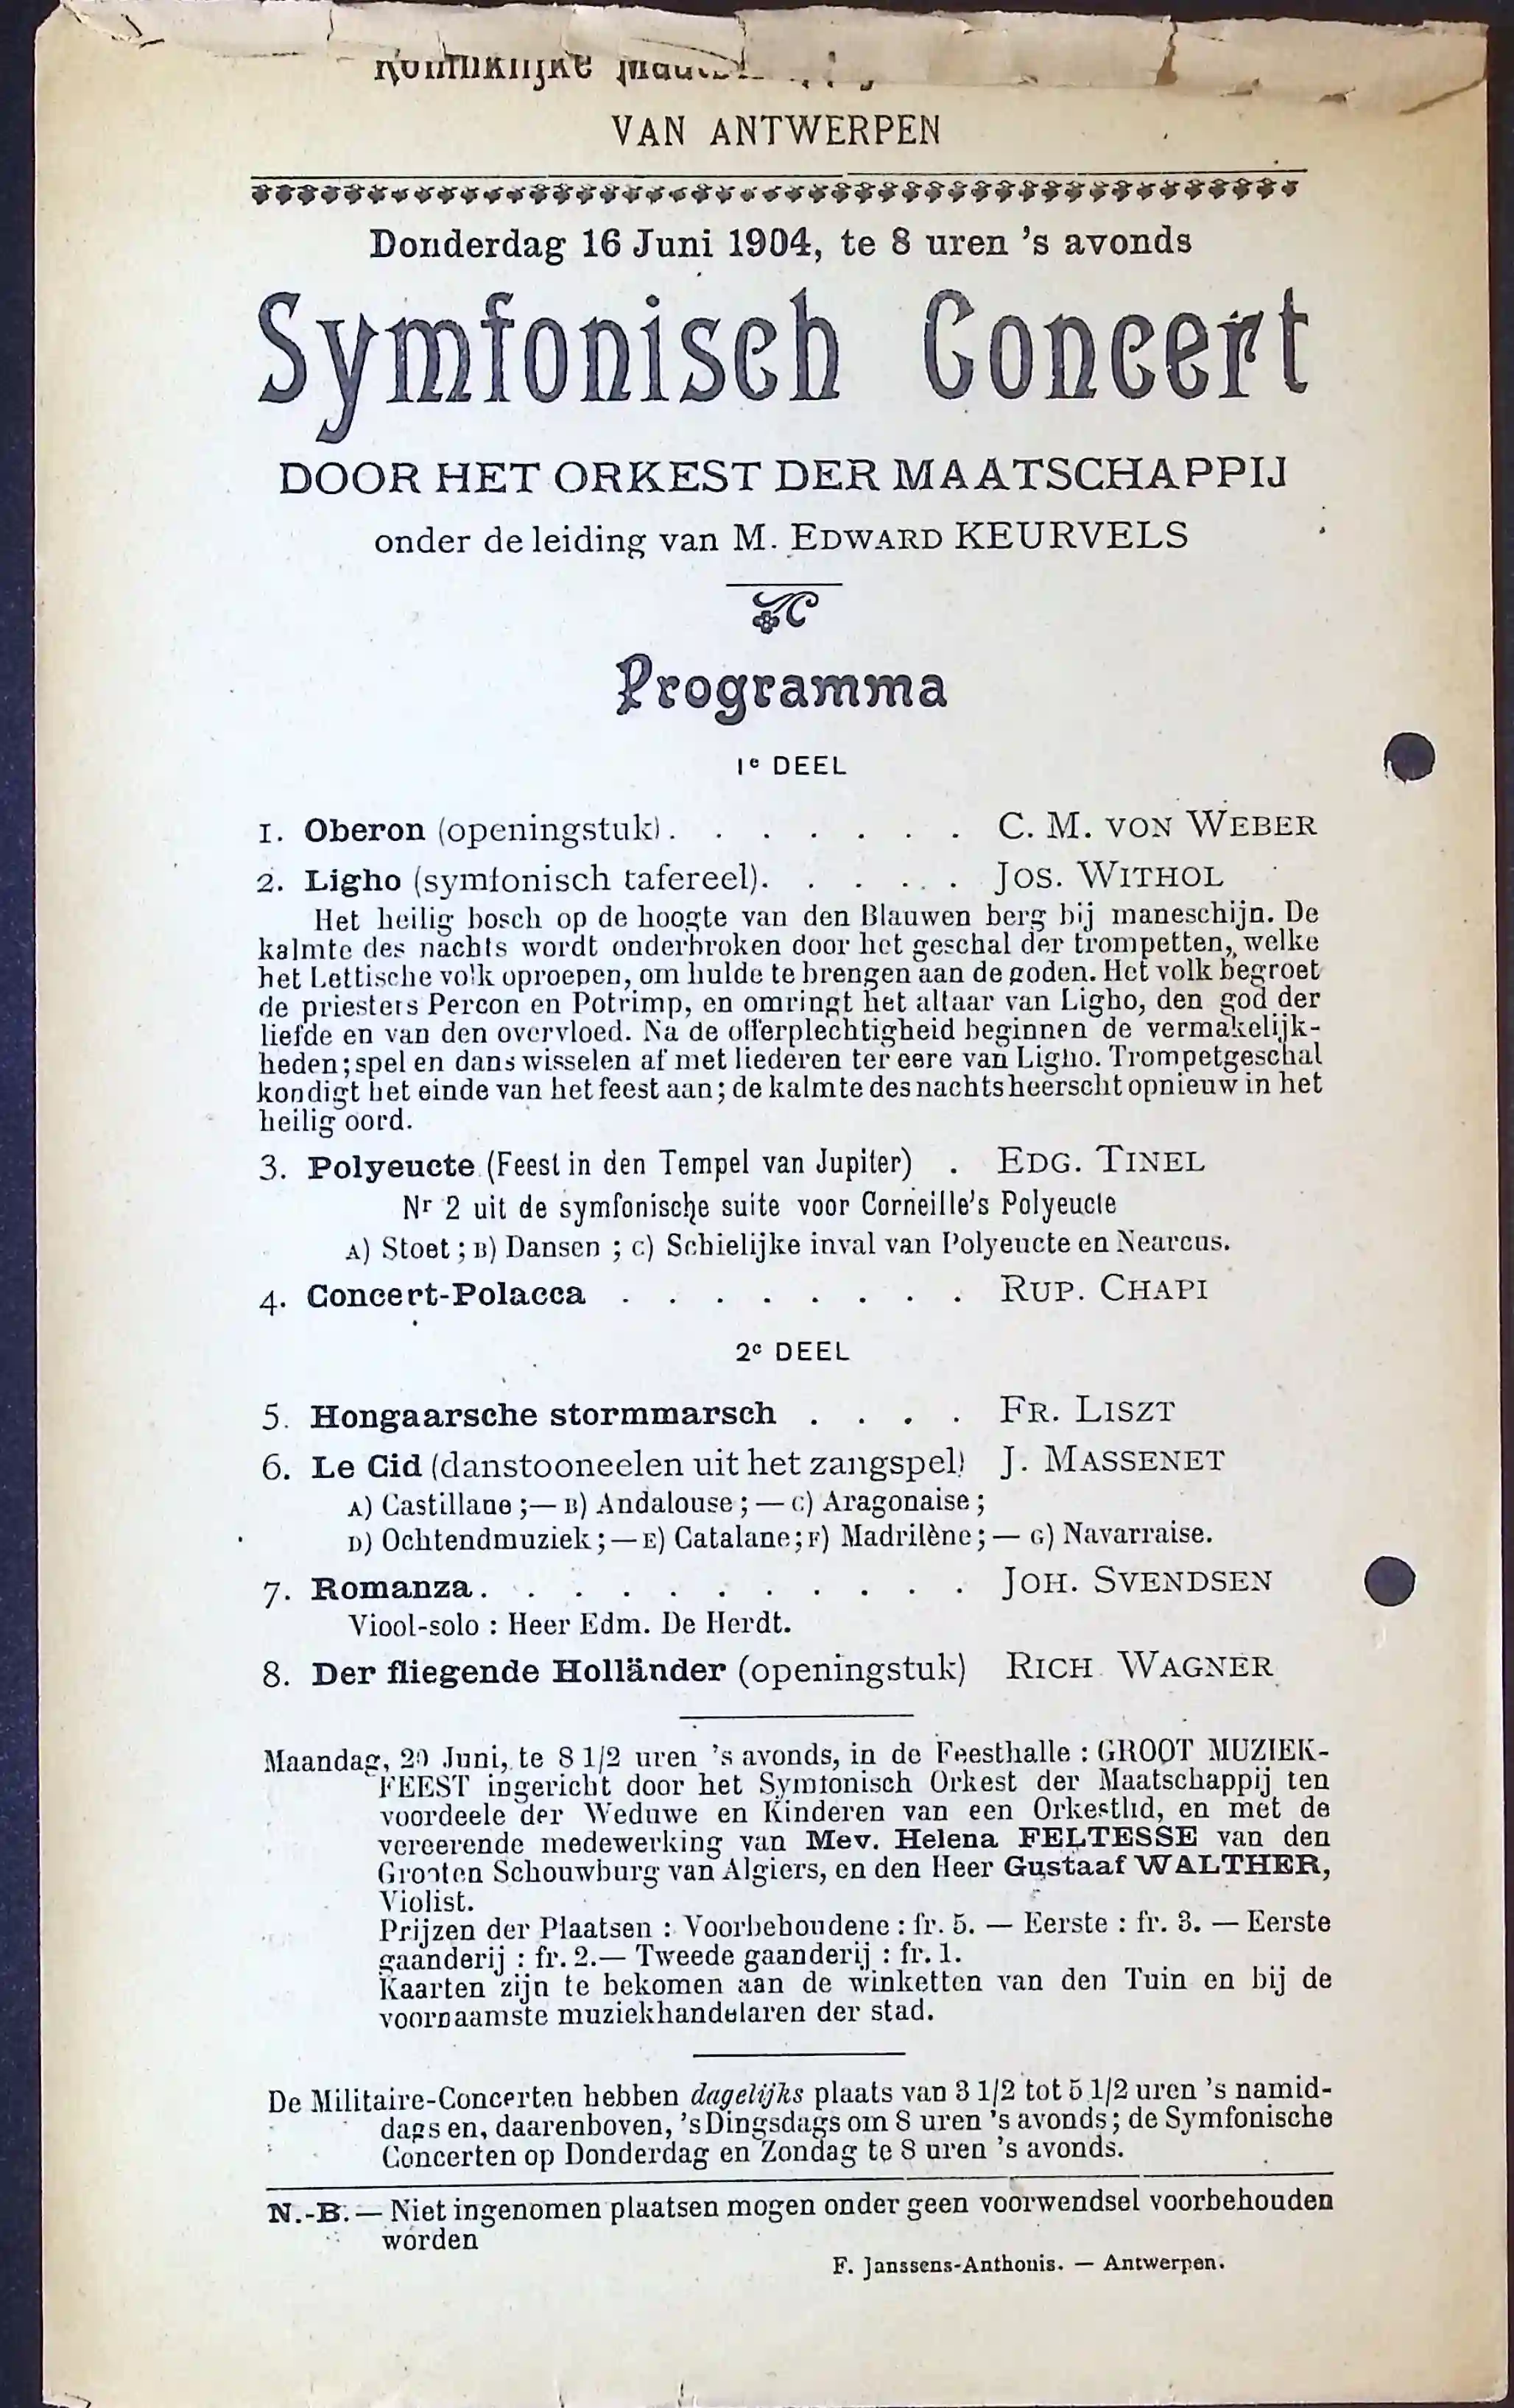 Koninklijke
VAN ANTWERPEN
Donderdag 16 Juni 1904, te 8 uren 's avonds
Symfonisch Concert
DOOR HET ORKEST DER MAATSCHAPPIJ
onder de leiding van M. EDWARD KEURVELS
Programma
1e DEEL
1. Oberon (openingstuk) . . . . . . . C. M. VON WEBER
2. Ligho (symfonisch tafereel). . . . . . JOS. WITHOL
Het heilig bosch op de hoogte van den Blauwen berg bij maneschijn. De
kalmte des nachts wordt onderbroken door het geschal der trompetten, welke
het Lettische volk oproepen, om hulde te brengen aan de goden. Het volk begroet
de priesters Percon en Potrimp, en omringt het altaar van Ligho, den god der
liefde en van den overvloed. Na de offerplechtigheid beginnen de vermakelijk-
heden; spel en dans wisselen af met liederen ter eere van Ligho. Trompetgeschal
kondigt het einde van het feest aan; de kalmte des nachts heerscht opnieuw in het
heilig oord.
3. Polyeucte (Feest in den Tempel van Jupiter) . EDG. TINEL
Nr 2 uit de symfonische suite voor Corneille's Polyeucte
A) Stoet; B) Dansen ; C) Schielijke inval van Polyeucte en Nearcus.
4. Concert-Polacca . . . . . . . . RUP. CHAPI
2e DEEL
5. Hongaarsche stormmarsch . . . . FR. LISZT
6. Le Cid (danstooneelen uit het zangspel) J. MASSENET
A) Castillane ;— B) Andalouse ; — C) Aragonaise ;
D) Ochtendmuziek ; — E) Catalane; F) Madrilène ; — G) Navarraise.
7. Romanza . . . . . . . . . . . JOH. SVENDSEN
Viool-solo : Heer Edm. De Herdt.
8. Der fliegende Holländer (openingstuk) RICH. WAGNER
Maandag, 20 Juni, te 8 1/2 uren 's avonds, in de Feesthalle : GROOT MUZIEK-
FEEST ingericht door het Symfonisch Orkest der Maatschappij ten
voordeele der Weduwe en Kinderen van een Orkestlid, en met de
vereerende medewerking van Mev. Helena FELTESSE van den
Grooten Schouwburg van Algiers, en den Heer Gustaaf WALTHER,
Violist.
Prijzen der Plaatsen : Voorbehoudene : fr. 5. — Eerste : fr. 3. — Eerste
gaanderij : fr. 2.— Tweede gaanderij : fr. 1.
Kaarten zijn te bekomen aan de winketten van den Tuin en bij de
voornaamste muziekhandelaren der stad.
De Militaire-Concerten hebben dagelijks plaats van 3 1/2 tot 5 1/2 uren 's namid-
dags en, daarenboven, 's Dingsdags om 8 uren 's avonds; de Symfonische
Concerten op Donderdag en Zondag te 8 uren 's avonds.
N.-B. — Niet ingenomen plaatsen mogen onder geen voorwendsel voorbehouden
worden
F. Janssens-Anthonis. — Antwerpen.